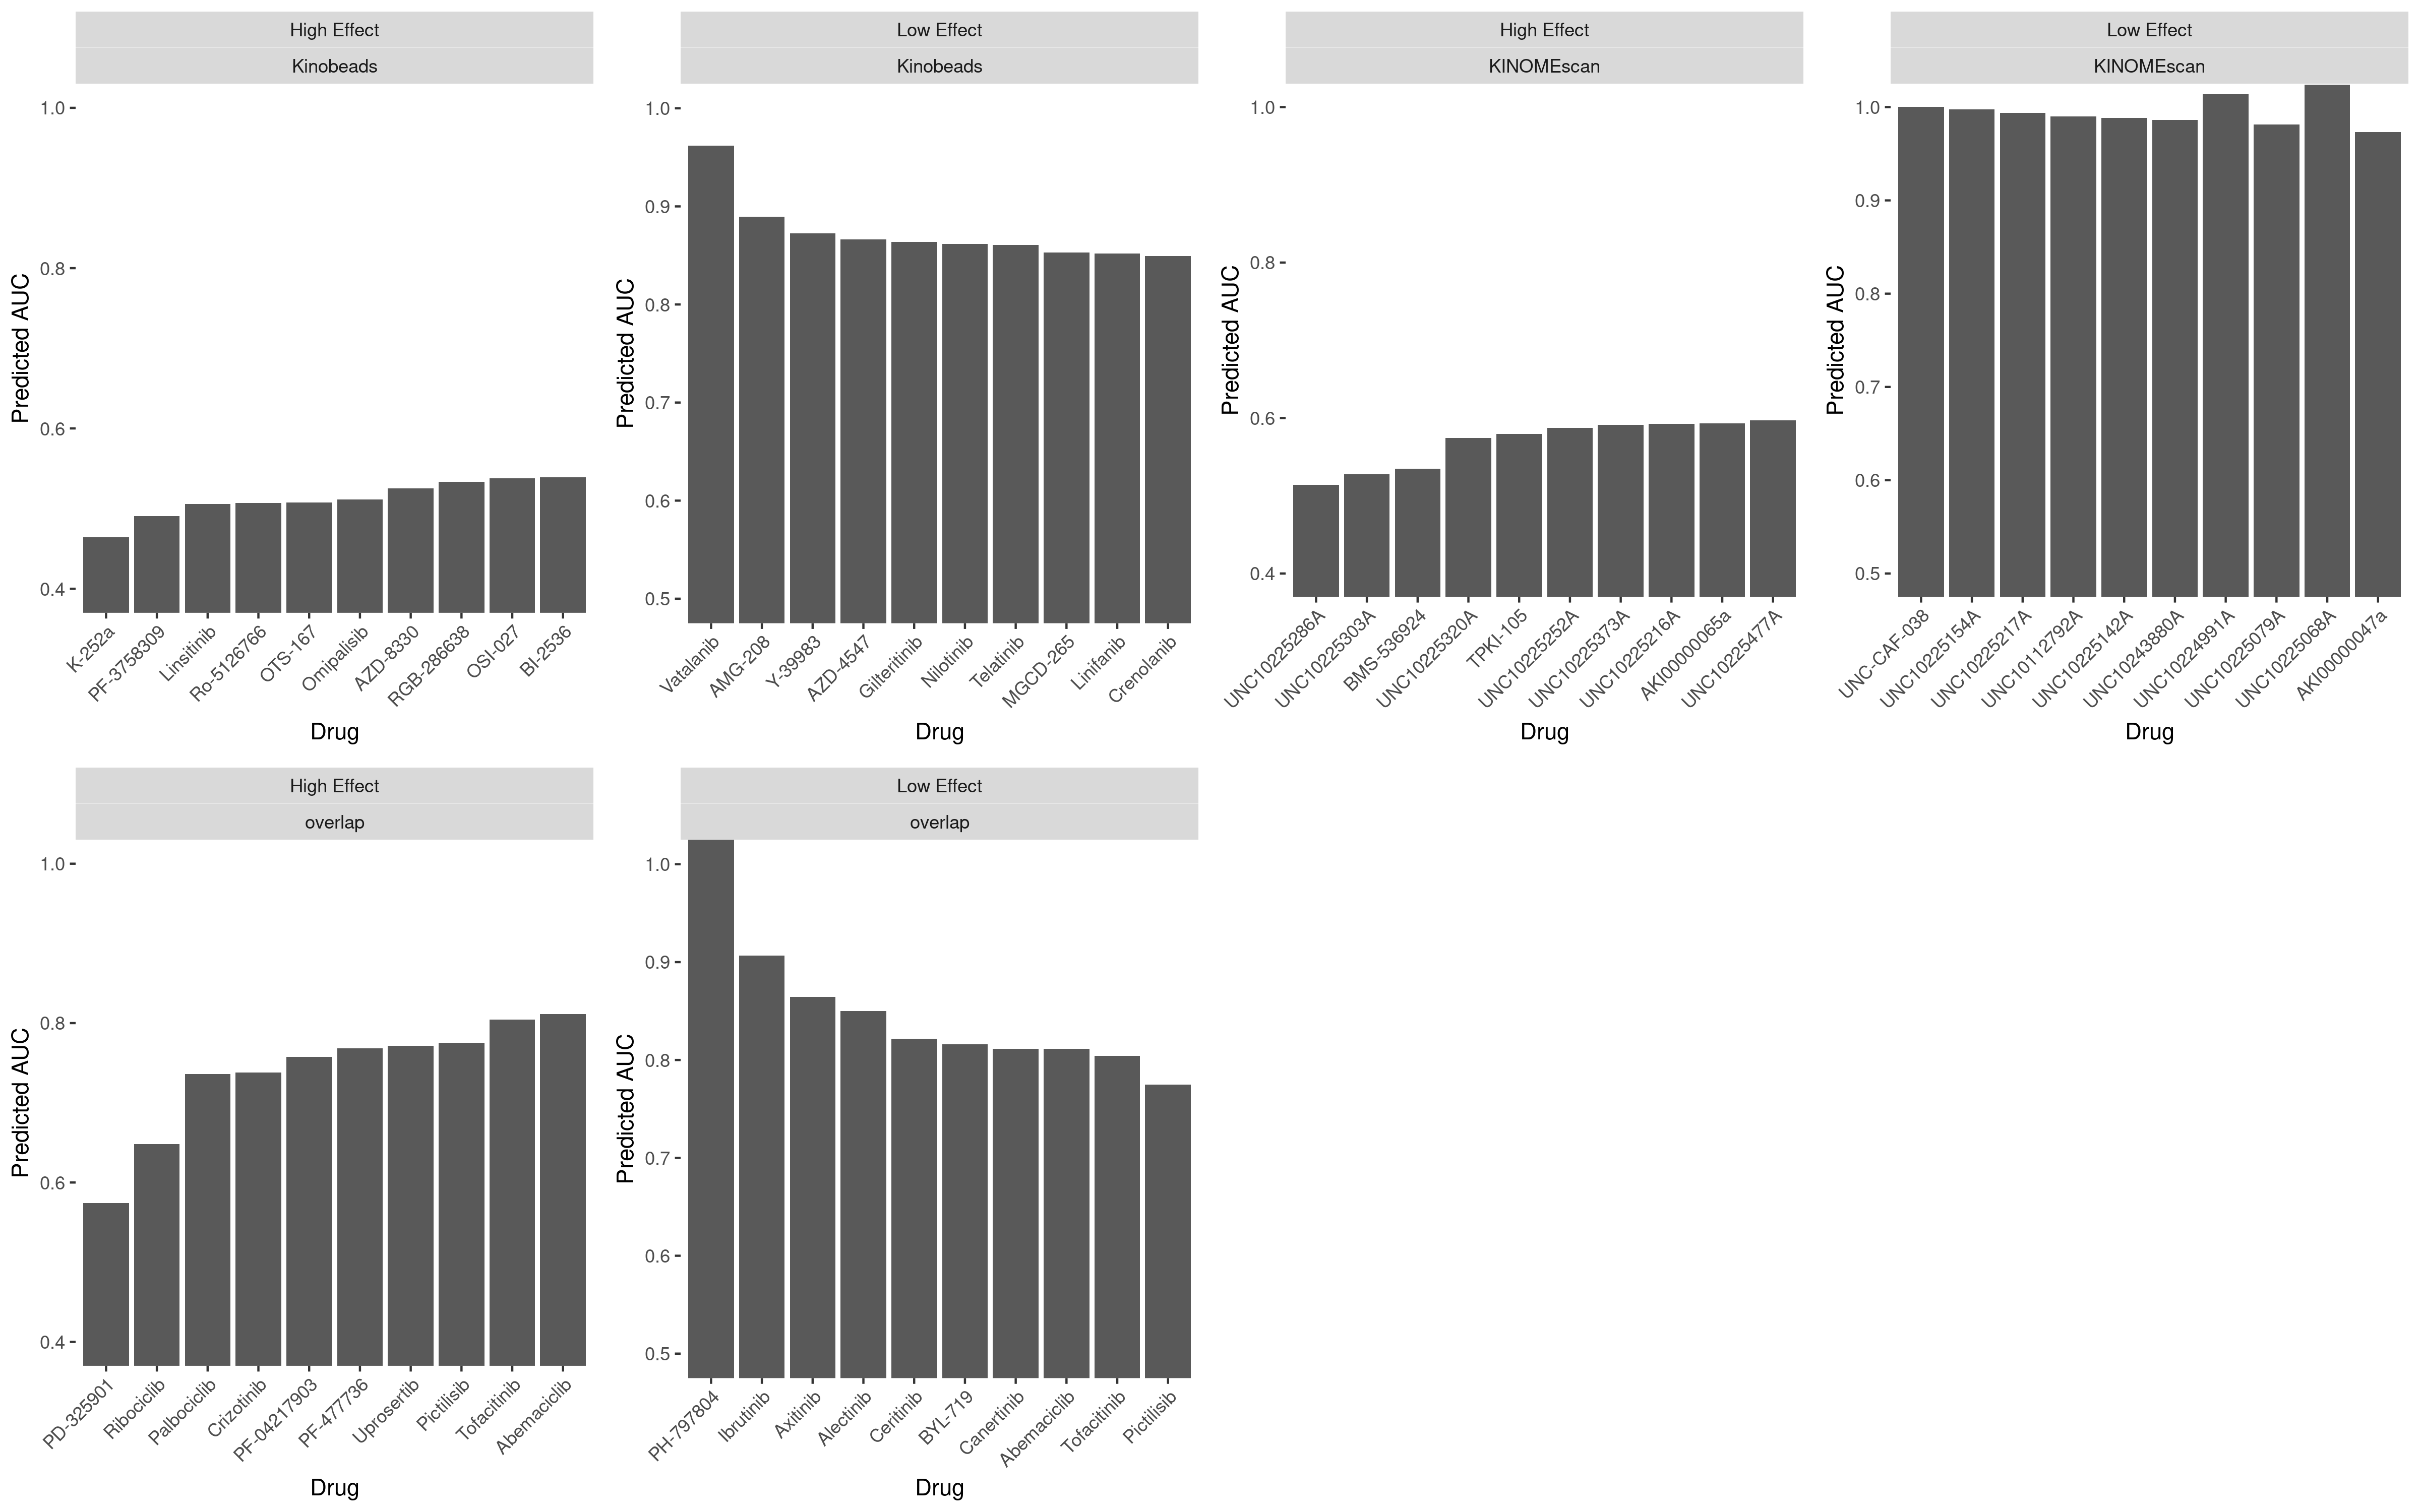 High Effect
Kinobeads
Predicted AUC
1.0
0.8
0.6
0.4
K-252a
PF-3758309
Linsitinib
Ro-5126766
OTS-167
Omipalisib
AZD-8330
RGB-286638
OSI-027
BI-2536
Drug
Low Effect
Kinobeads
Predicted AUC
1.0
0.9
0.8
0.7
0.6
0.5
Vatalanib
AMG-208
Y-39983
AZD-4547
Gilteritinib
Nilotinib
Telatinib
MGCD-265
Linifanib
Crenolanib
Drug
High Effect
KINOMEscan
Predicted AUC
1.0
0.8
0.6
0.4
UNC10225286A
UNC10225303A
BMS-536924
UNC10225320A
TPKI-105
UNC10225252A
UNC10225373A
UNC10225216A
AKI00000065a
UNC10225477A
Drug
Low Effect
KINOMEscan
Predicted AUC
1.0
0.9
0.8
0.7
0.6
0.5
UNC-CAF-038
UNC10225154A
UNC10225217A
UNC10112792A
UNC10225142A
UNC10243880A
UNC10224991A
UNC10225079A
UNC10225068A
AKI00000047a
Drug
High Effect
overlap
Predicted AUC
1.0
0.8
0.6
0.4
PD-325901
Ribociclib
Palbociclib
Crizotinib
PF-04217903
PF-477736
Uprosertib
Pictilisib
Tofacitinib
Abemaciclib
Drug
Low Effect
overlap
Predicted AUC
1.0
0.9
0.8
0.7
0.6
0.5
PH-797804
Ibrutinib
Axitinib
Alectinib
Ceritinib
BYL-719
Canertinib
Abemaciclib
Tofacitinib
Pictilisib
Drug